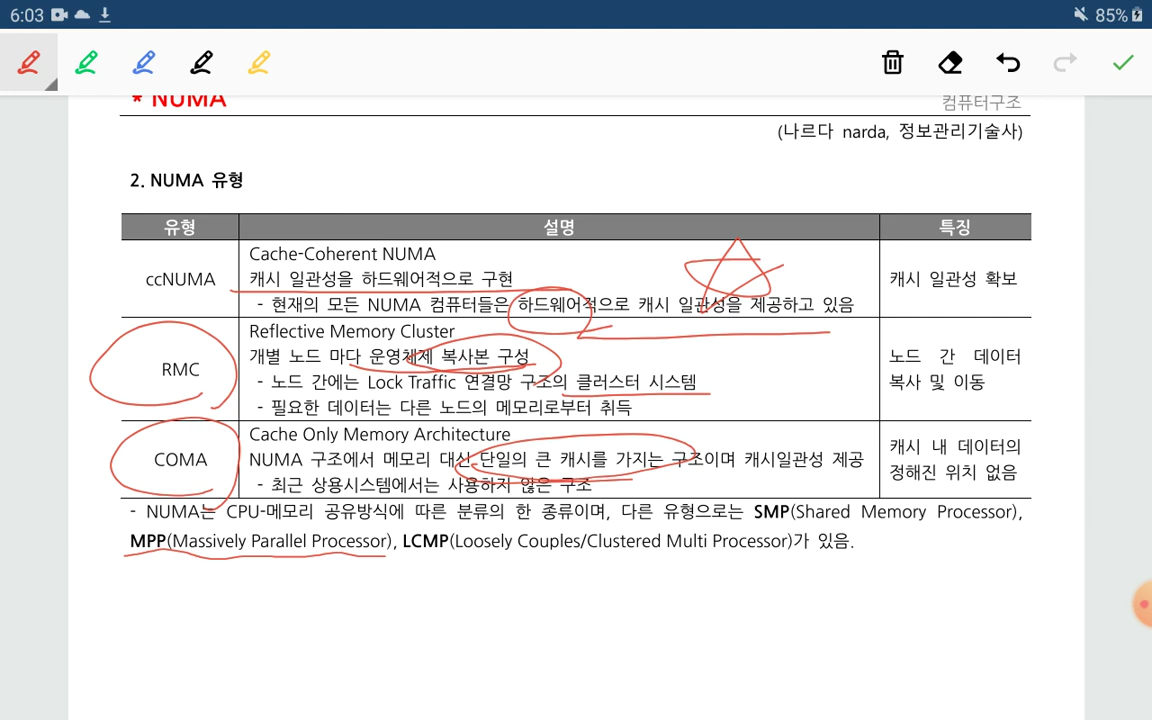 6:03
85%
* NUMA
컴퓨터구조
(나르다 narda, 정보관리기술사)
2. NUMA 유형
유형 설명 특징
Cache-Coherent NUMA
ccNUMA 캐시 일관성을 하드웨어적으로 구현 캐시 일관성 확보
- 현재의 모든 NUMA 컴퓨터들은 하드웨어적으로 캐시 일관성을 제공하고 있음
Reflective Memory Cluster
개별 노드 마다 운영체제 복사본 구성 노드 간 데이터
RMC
- 노드 간에는 Lock Traffic 연결망 구조의 클러스터 시스템 복사 및 이동
- 필요한 데이터는 다른 노드의 메모리로부터 취득
Cache Only Memory Architecture
캐시 내 데이터의
COMA NUMA 구조에서 메모리 대신 단일의 큰 캐시를 가지는 구조이며 캐시일관성 제공
정해진 위치 없음
- 최근 상용시스템에서는 사용하지 않은 구조
- NUMA는 CPU-메모리 공유방식에 따른 분류의 한 종류이며, 다른 유형으로는 SMP(Shared Memory Processor),
MPP(Massively Parallel Processor), LCMP(Loosely Couples/Clustered Multi Processor)가 있음.